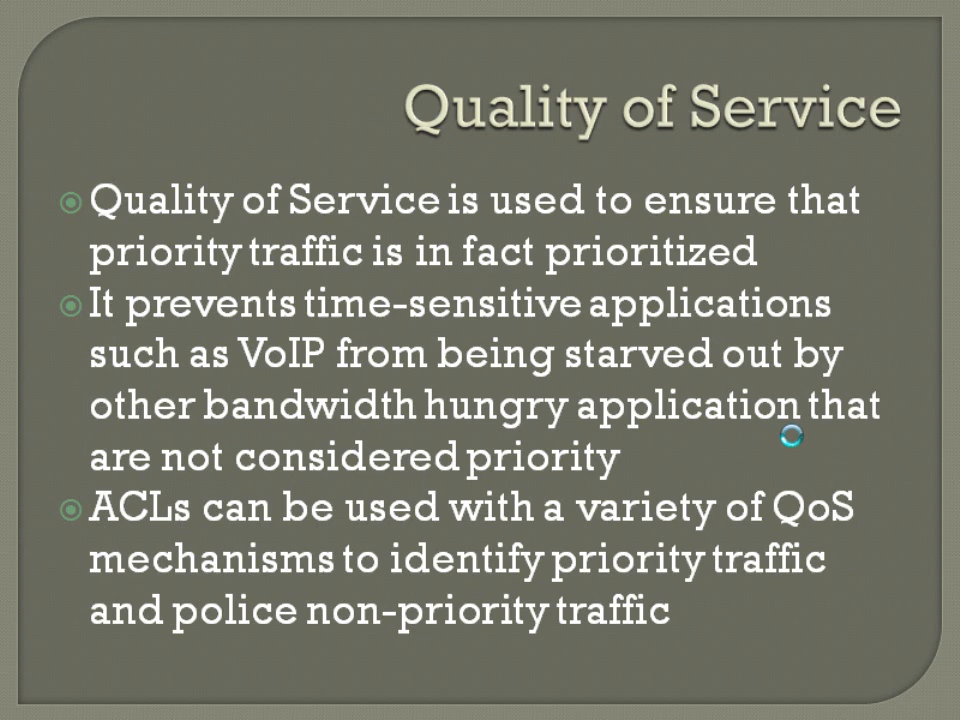 Quality of Service
Quality of Service is used to ensure that
priority traffic is in fact prioritized
It prevents time-sensitive applications
such as VoIP from being starved out by
other bandwidth hungry application that
are not considered priority
ACLs can be used with a variety of QoS
mechanisms to identify priority traffic
and police non-priority traffic